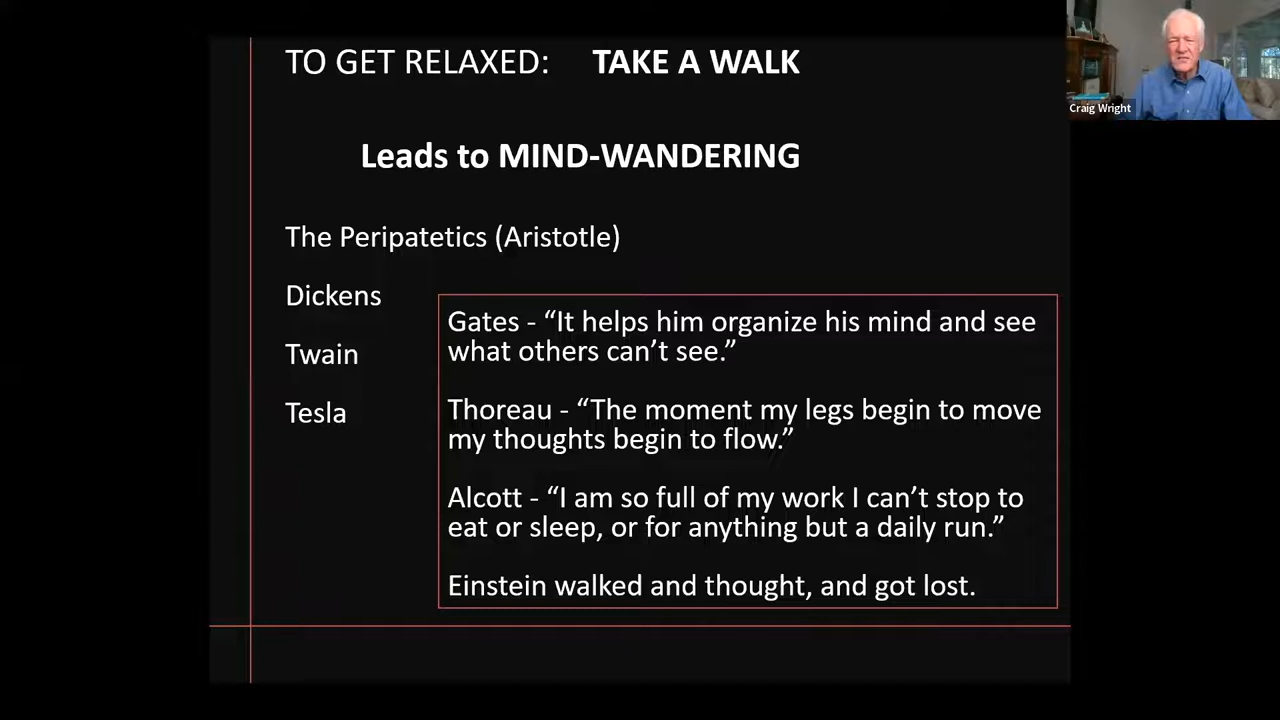 TO GET RELAXED: TAKE A WALK
Craig Wright
Leads to MIND-WANDERING
The Peripatetics (Aristotle)
Dickens
Twain
Tesla
Gates - “It helps him organize his mind and see
what others can’t see.”
Thoreau - “The moment my legs begin to move
my thoughts begin to flow.”
Alcott - “I am so full of my work I can’t stop to
eat or sleep, or for anything but a daily run.”
Einstein walked and thought, and got lost.